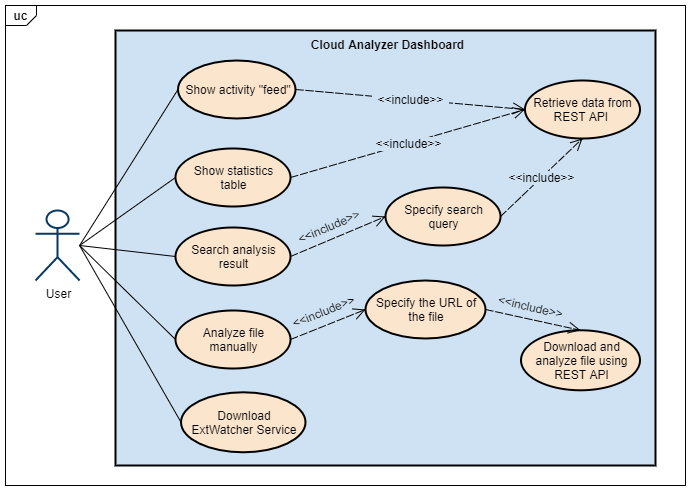 uc
Cloud Analyzer Dashboard
Show activity "feed"
<<include>>
Retrieve data from
REST API
Show statistics
table
<<include>>
<<include>>
Specify search
query
<<include>>
Search analysis
result
User
Specify the URL of
the file
<<include>>
<<include>>
Analyze file
manually
Download and
analyze file using
REST API
Download
ExtWatcher Service